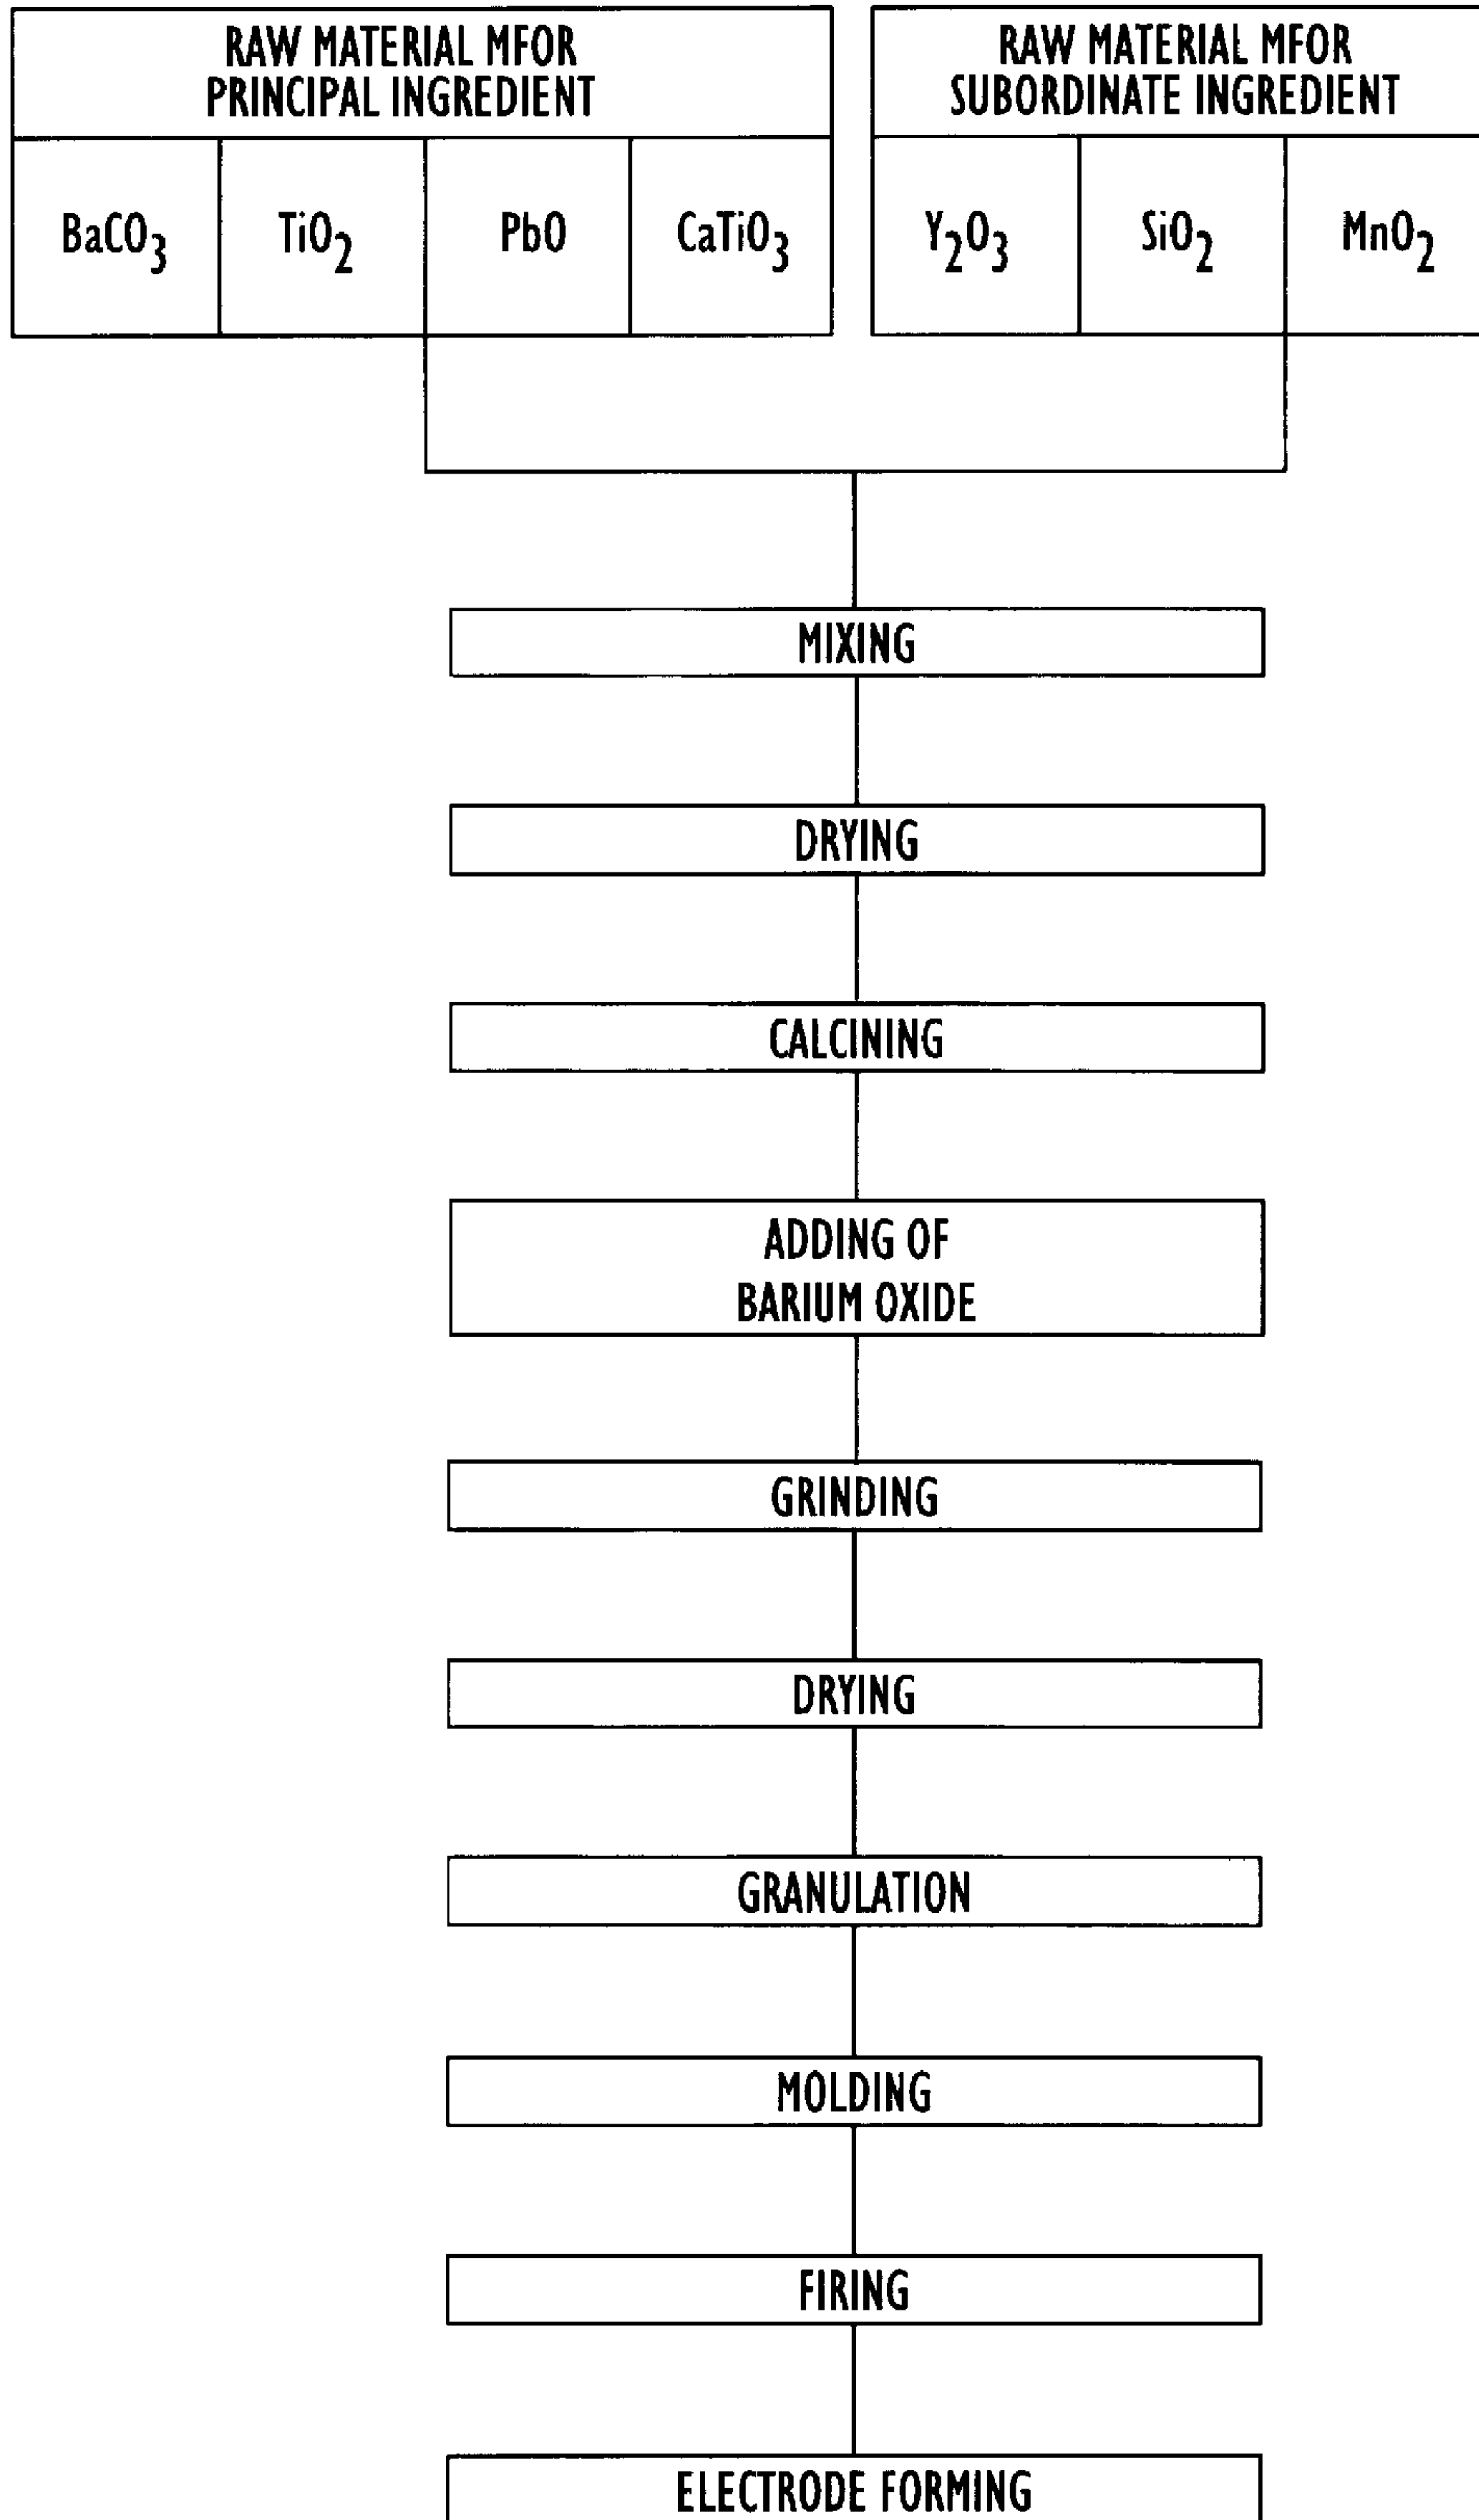 RAW MATERIAL MFOR
PRINCIPAL INGREDIENT
BaCO3
TiO2
PbO
CaTiO3
RAW MATERIAL MFOR
SUBORDINATE INGREDIENT
Y2O3
SiO2
MnO2
MIXING
DRYING
CALCINING
ADDING OF
BARIUM OXIDE
GRINDING
DRYING
GRANULATION
MOLDING
FIRING
ELECTRODE FORMING